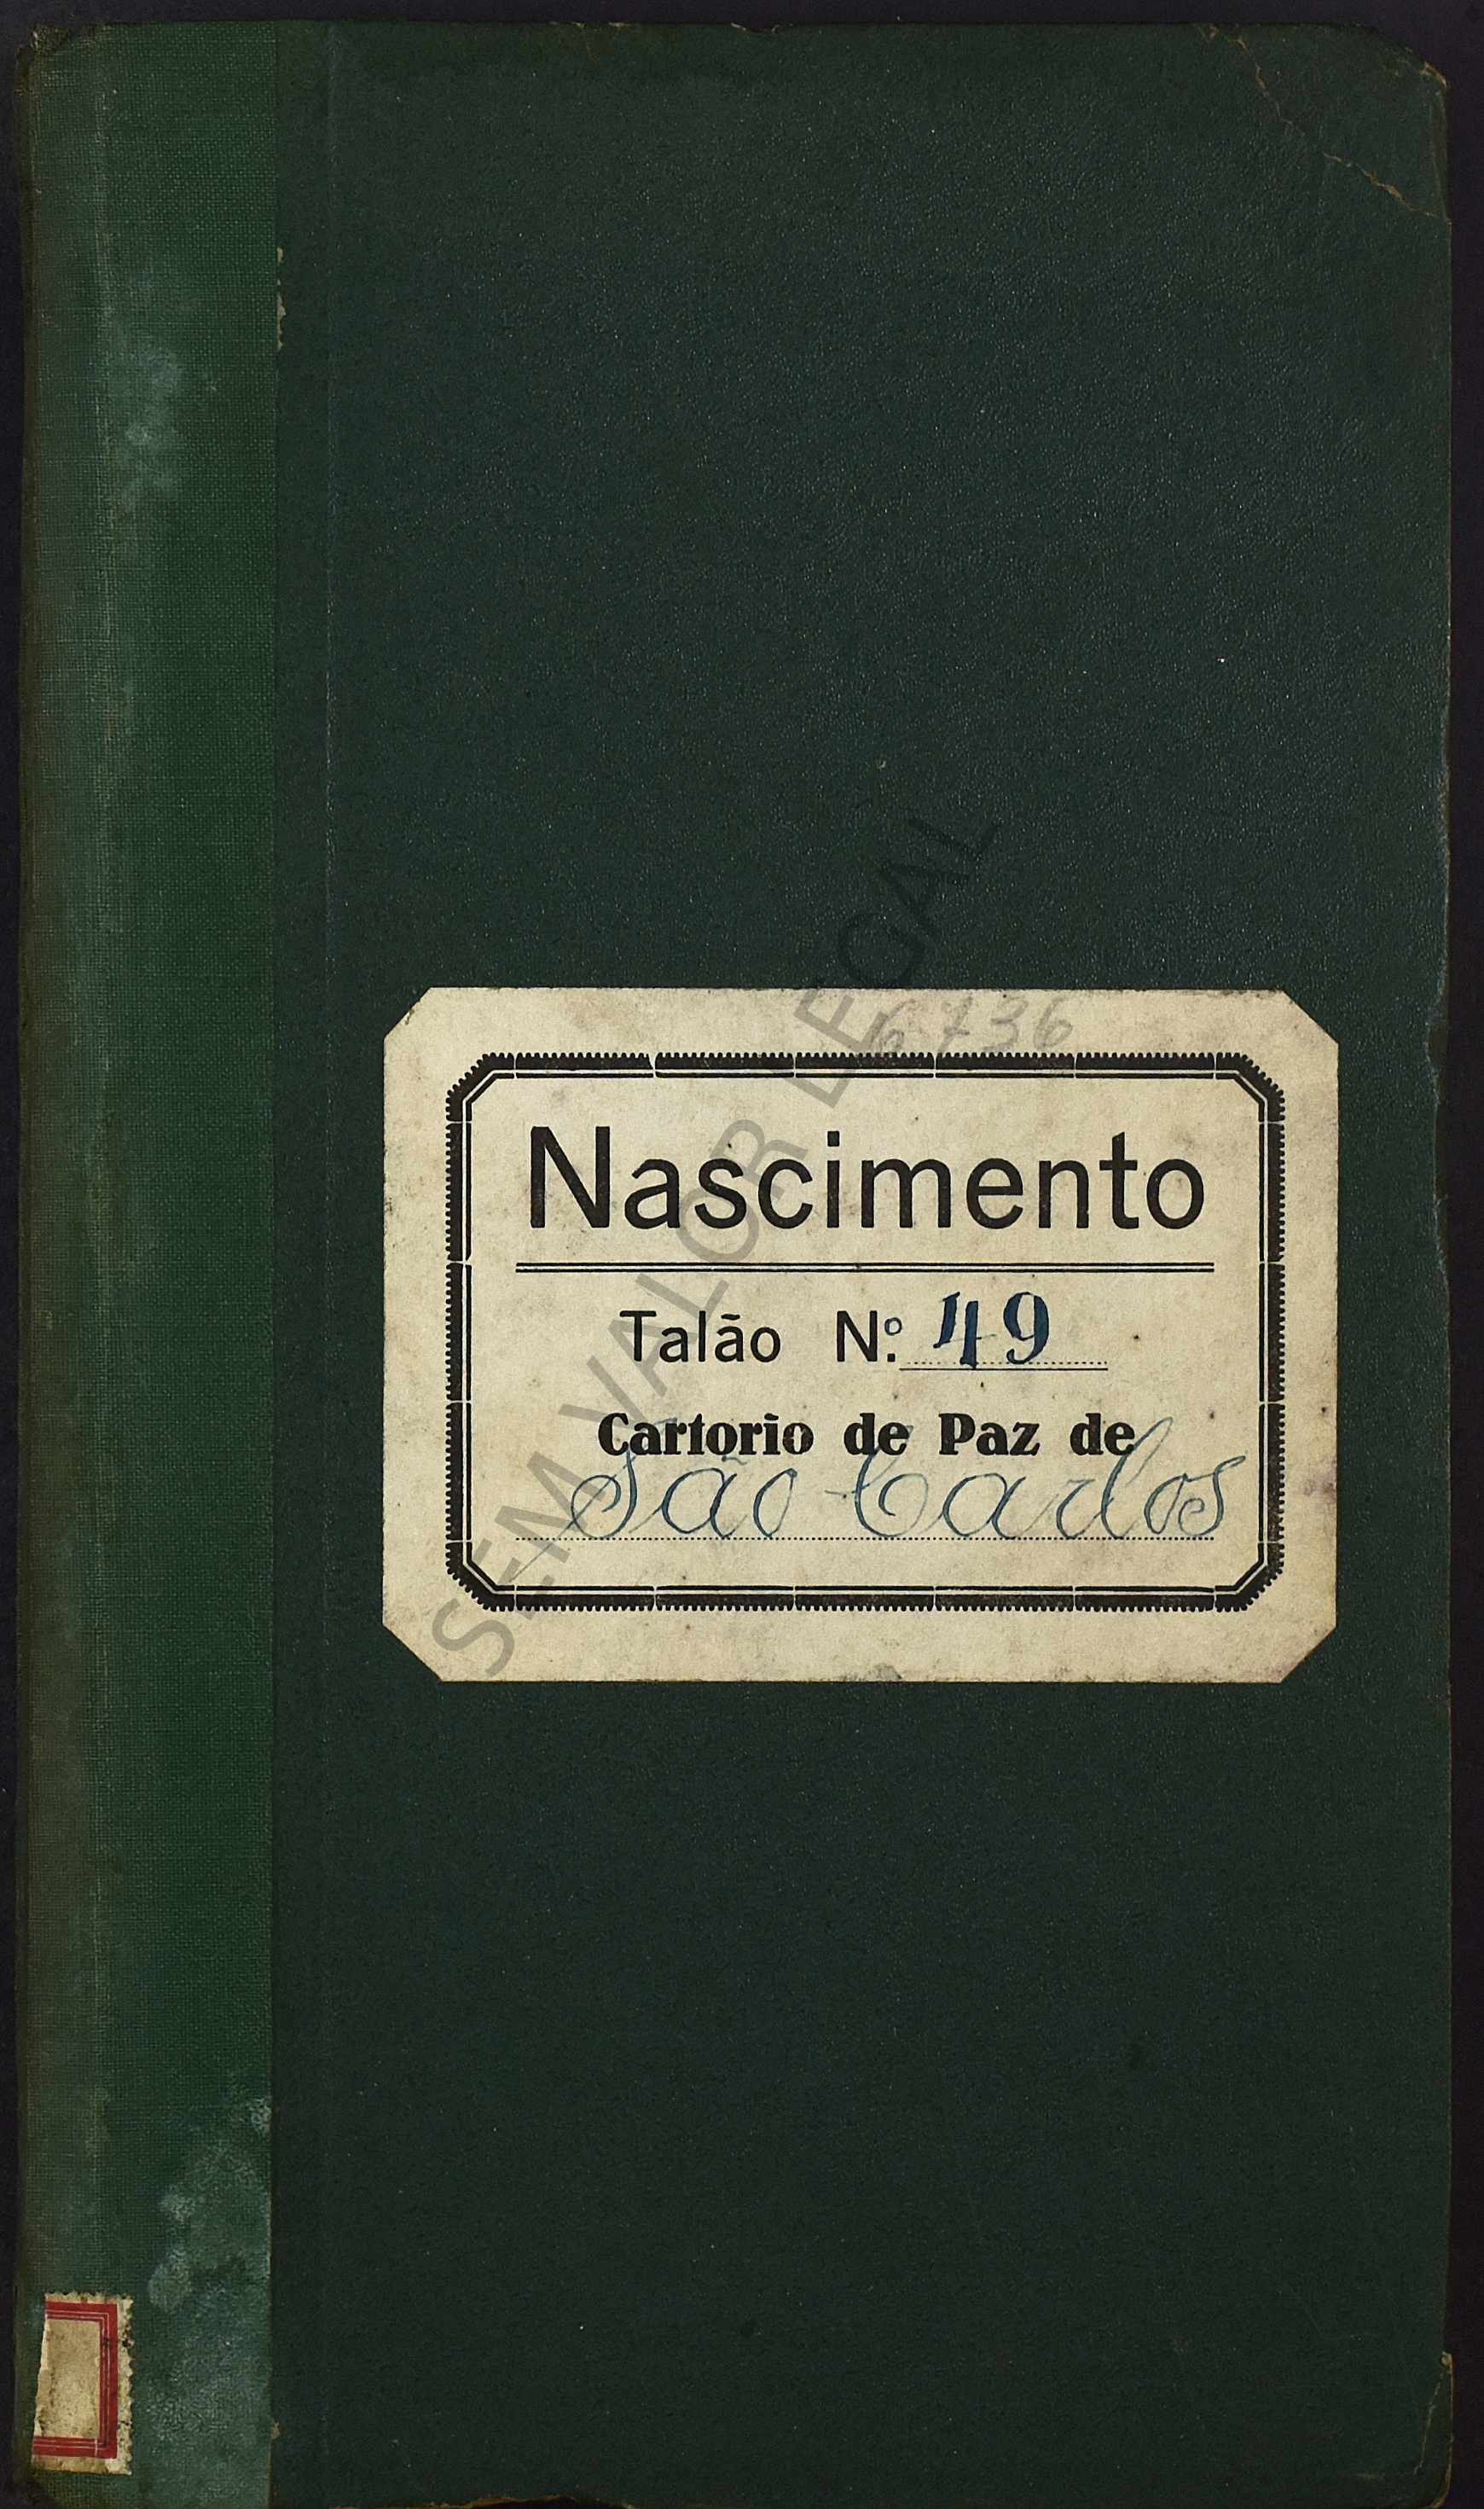 6736
Nascimento
Talão Nº. 49
Cartorio de Paz de
São Carlos
SEM VALOR LEGAL